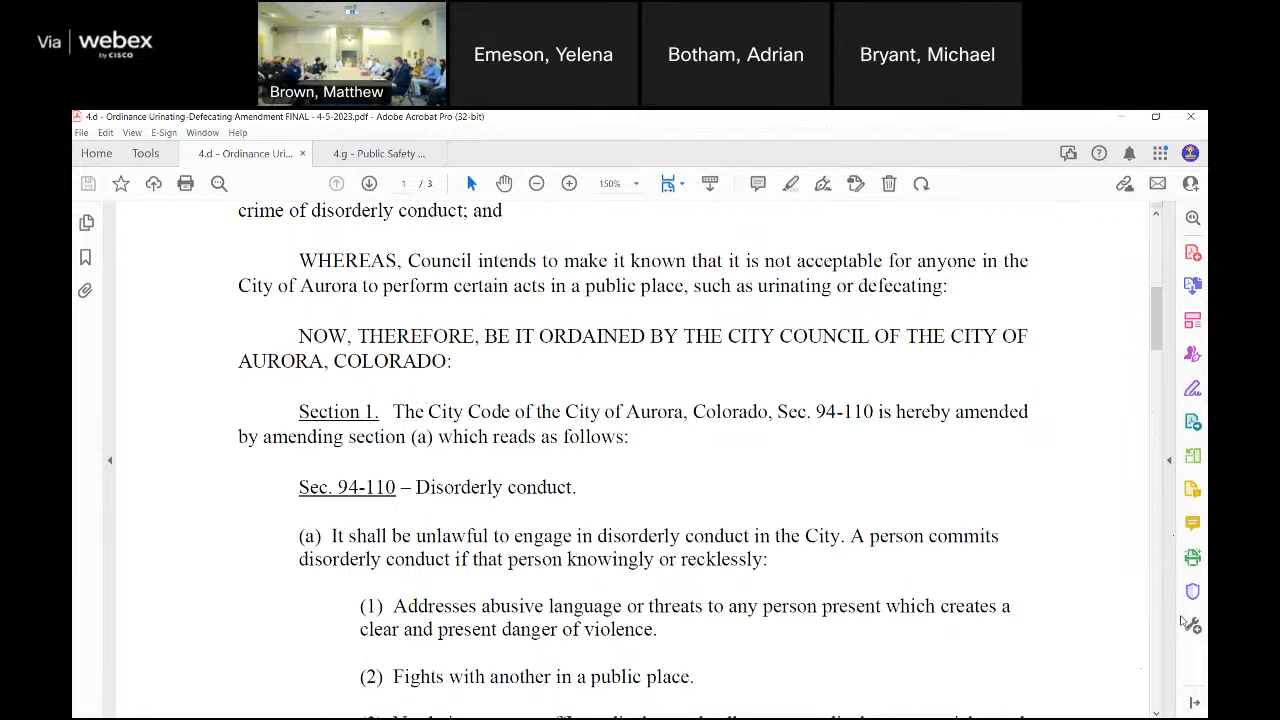 Via webex
by CISCO
Brown, Matthew
Emeson, Yelena
Botham, Adrian
Bryant, Michael
4.d - Ordinance Urinating-Defecating Amendment FINAL - 4-5-2023.pdf - Adobe Acrobat Pro (32-bit)
File Edit View E-Sign Window Help
Home Tools 4.d - Ordinance Uri... × 4.g - Public Safety ...
1 / 3 150%
crime of disorderly conduct; and
WHEREAS, Council intends to make it known that it is not acceptable for anyone in the
City of Aurora to perform certain acts in a public place, such as urinating or defecating:
NOW, THEREFORE, BE IT ORDAINED BY THE CITY COUNCIL OF THE CITY OF
AURORA, COLORADO:
Section 1. The City Code of the City of Aurora, Colorado, Sec. 94-110 is hereby amended
by amending section (a) which reads as follows:
Sec. 94-110 – Disorderly conduct.
(a) It shall be unlawful to engage in disorderly conduct in the City. A person commits
disorderly conduct if that person knowingly or recklessly:
(1) Addresses abusive language or threats to any person present which creates a
clear and present danger of violence.
(2) Fights with another in a public place.